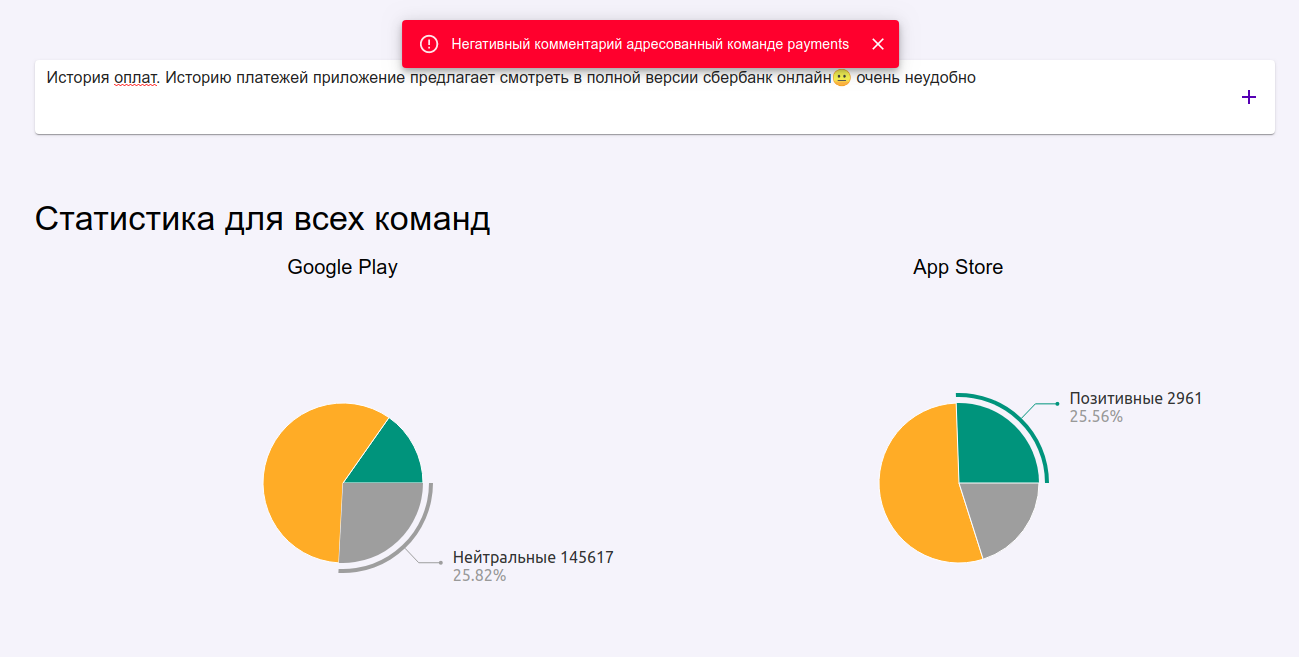 Негативный комментарий адресованный команде payments
История оплат. Историю платежей приложение предлагает смотреть в полной версии сбербанк онлайн😐 очень неудобно
Статистика для всех команд
Google Play
App Store
Позитивные 2961
25.56%
Нейтральные 145617
25.82%